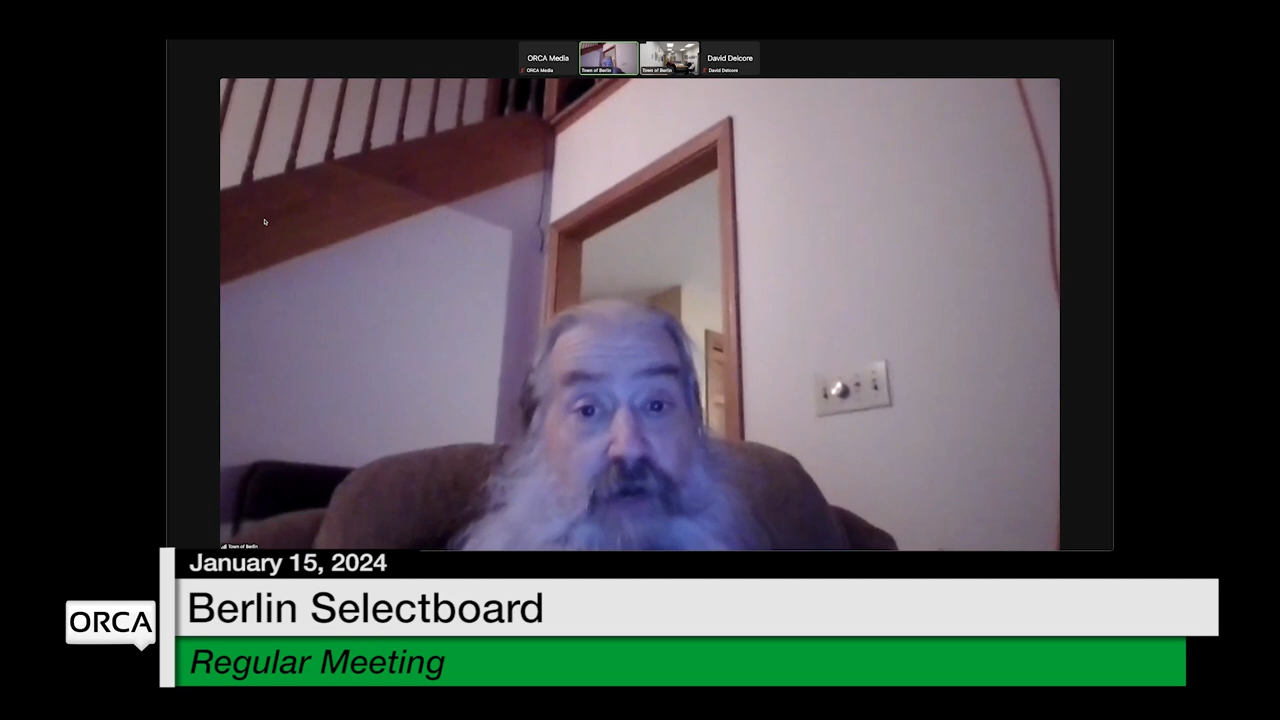 ORCA Media
David Delcore
ORCA Media
Town of Berlin
Town of Berlin
David Delcore
Town of Berlin
January 15, 2024
Berlin Selectboard
ORCA
Regular Meeting